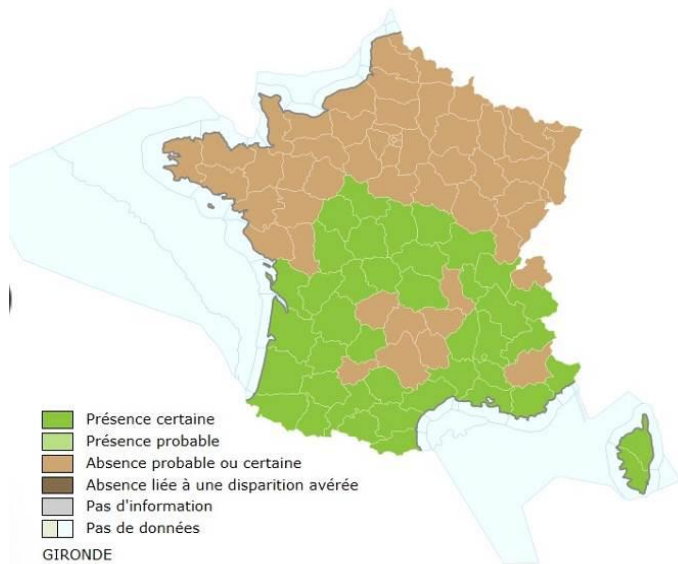 Présence certaine
Présence probable
Absence probable ou certaine
Absence liée à une disparition avérée
Pas d'information
Pas de données
GIRONDE